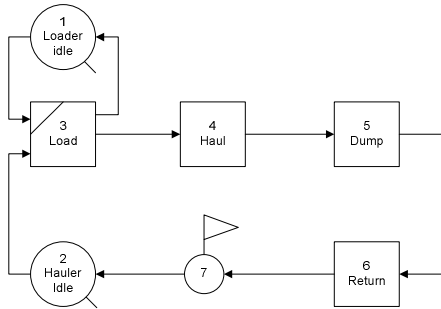 1
Loader
idle
3
Load
4
Haul
5
Dump
2
Hauler
Idle
7
6
Return